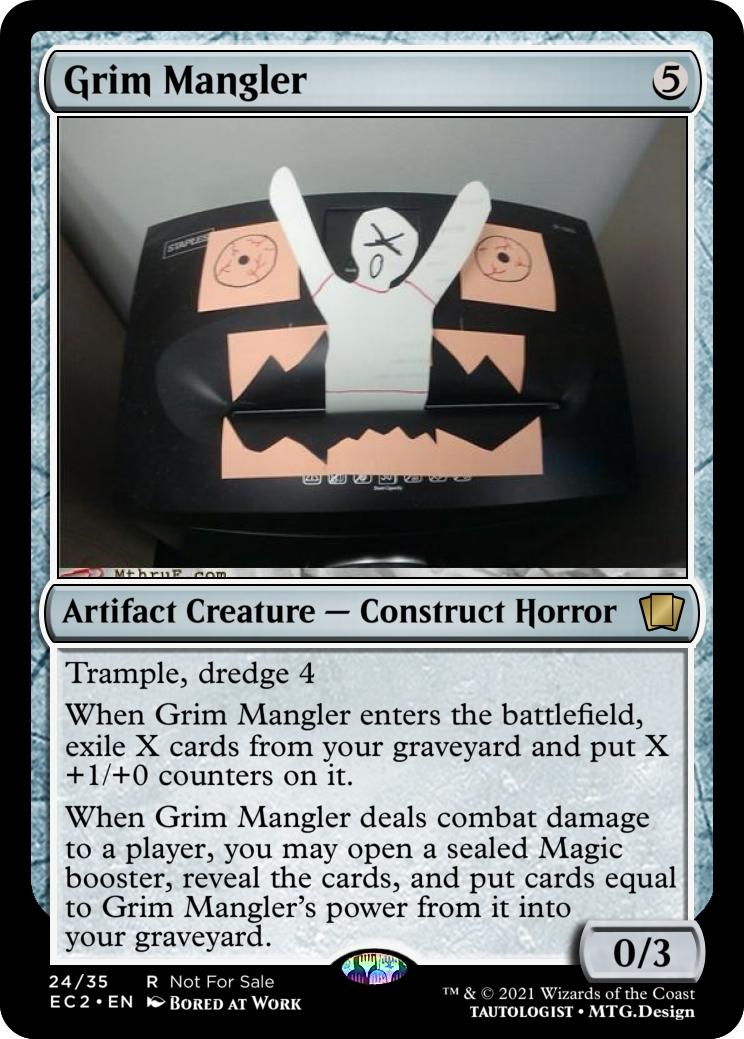 Grim Mangler
5
STAPLES
X
Sheet Capacity
MthruF.com
Artifact Creature — Construct Horror
Trample, dredge 4
When Grim Mangler enters the battlefield,
exile X cards from your graveyard and put X
+1/+0 counters on it.
When Grim Mangler deals combat damage
to a player, you may open a sealed Magic
booster, reveal the cards, and put cards equal
to Grim Mangler's power from it into
your graveyard.
0/3
24/35 R Not For Sale
EC2 • EN Bored at Work
™ & © 2021 Wizards of the Coast
TAUTOLOGIST • MTG.Design